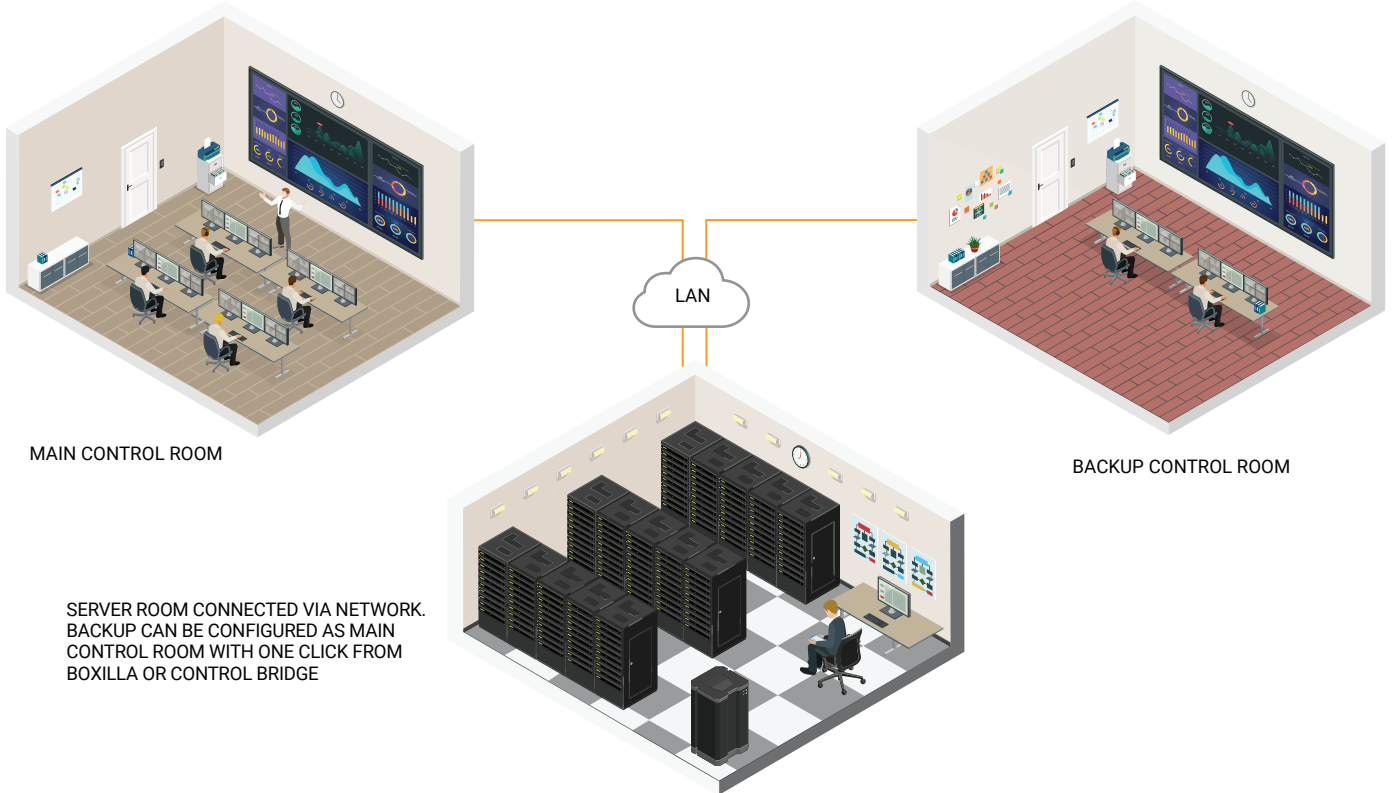 LAN
MAIN CONTROL ROOM
BACKUP CONTROL ROOM
SERVER ROOM CONNECTED VIA NETWORK.
BACKUP CAN BE CONFIGURED AS MAIN
CONTROL ROOM WITH ONE CLICK FROM
BOXILLA OR CONTROL BRIDGE